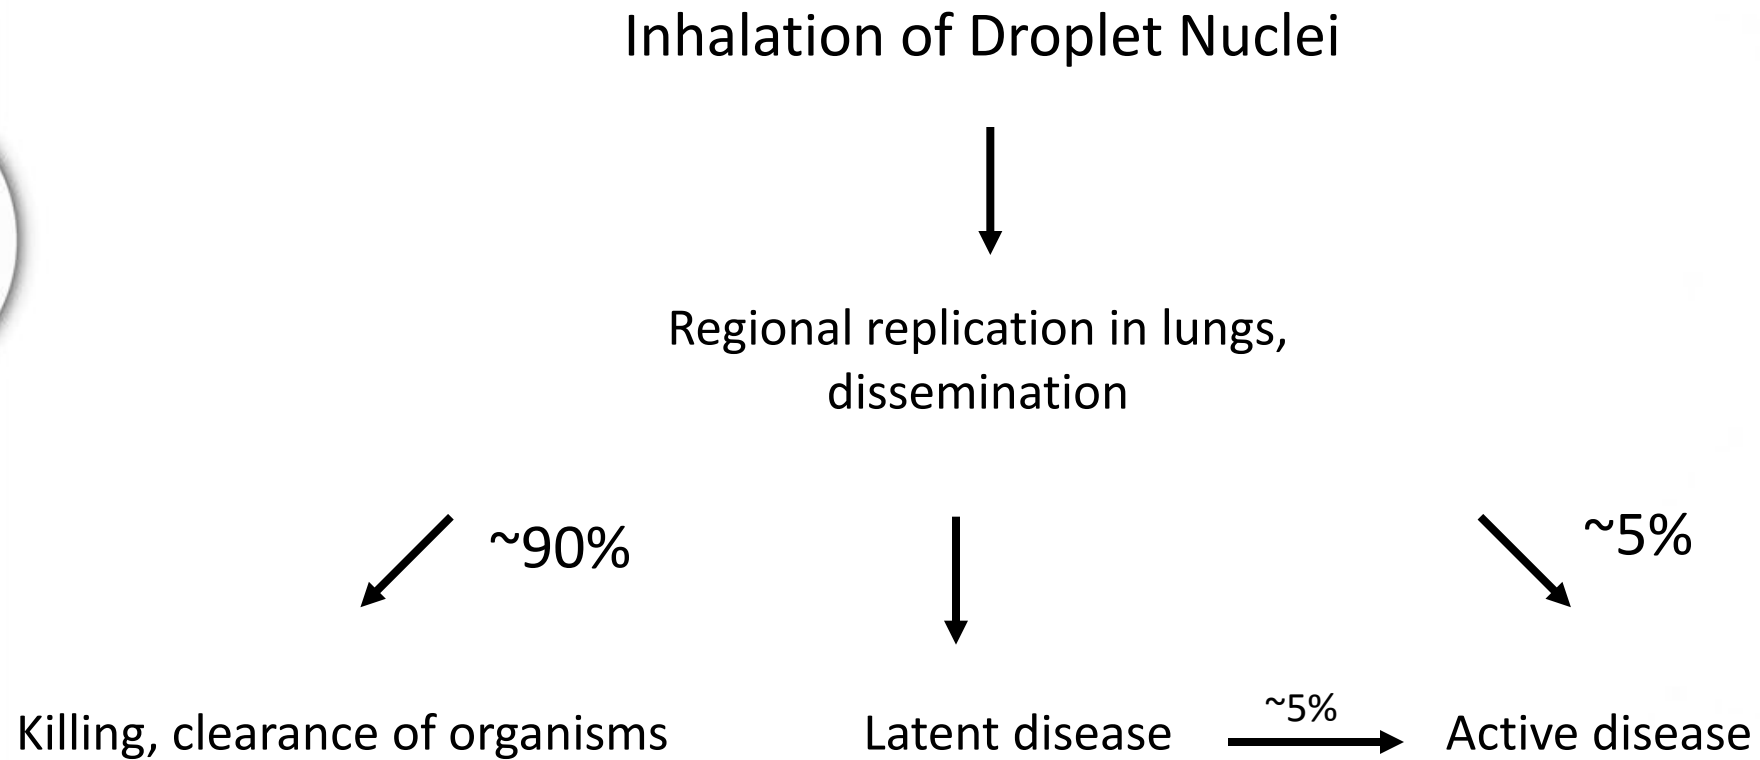 Inhalation of Droplet Nuclei
Regional replication in lungs,
dissemination
~90%
~5%
Killing, clearance of organisms
Latent disease
~5%
Active disease